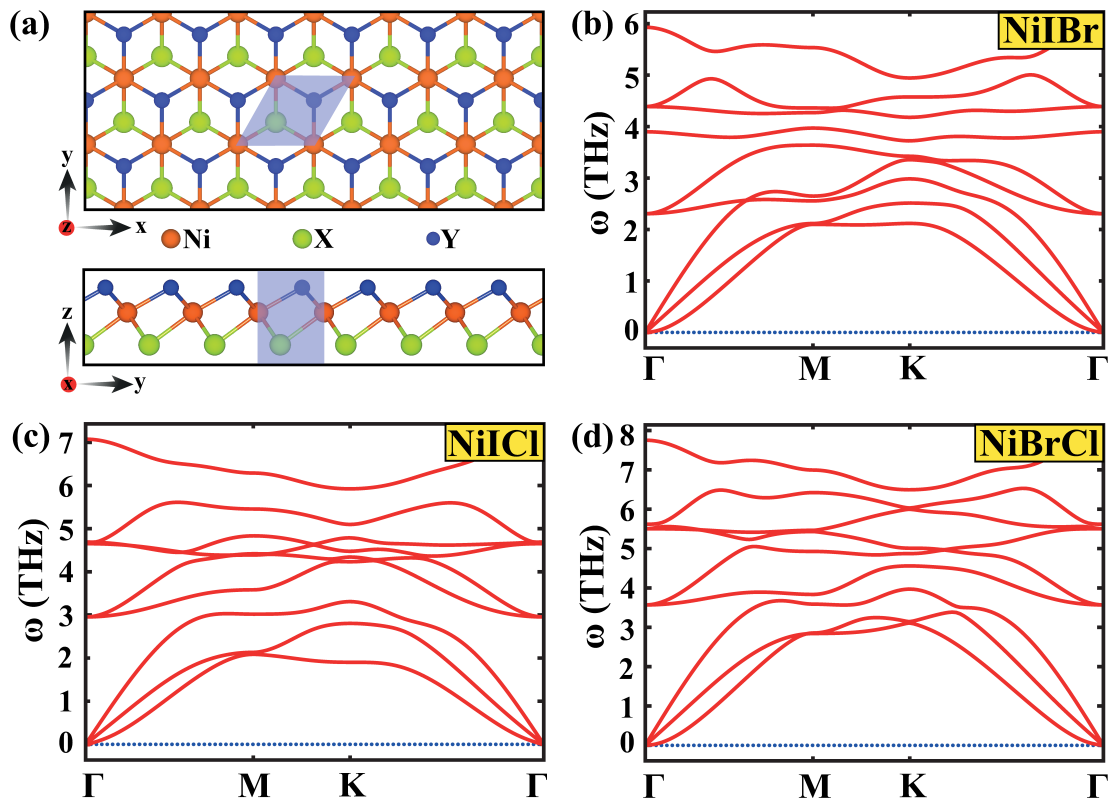 (a)
y
z
x
Ni
X
Y
z
x
y
(b)
NiIBr
ω (THz)
6
5
4
3
2
1
0
Γ
M
K
Γ
(c)
NiICl
ω (THz)
7
6
5
4
3
2
1
0
Γ
M
K
Γ
(d)
NiBrCl
ω (THz)
8
7
6
5
4
3
2
1
0
Γ
M
K
Γ